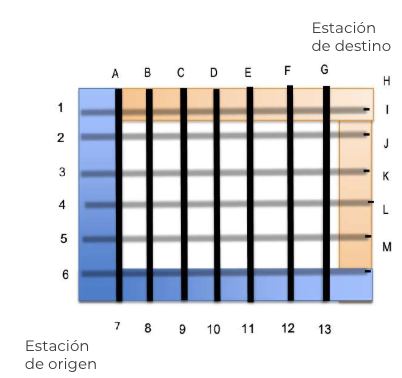 Estación
de destino
A B C D E F G
H
1 I
2 J
3 K
4 L
5 M
6
7 8 9 10 11 12 13
Estación
de origen